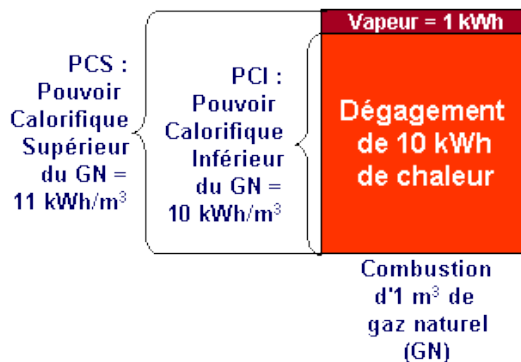 PCS :
Pouvoir
Calorifique
Supérieur
du GN =
11 kWh/m³
PCI :
Pouvoir
Calorifique
Inférieur
du GN =
10 kWh/m³
Vapeur = 1 kWh
Dégagement
de 10 kWh
de chaleur
Combustion
d'1 m³ de
gaz naturel
(GN)